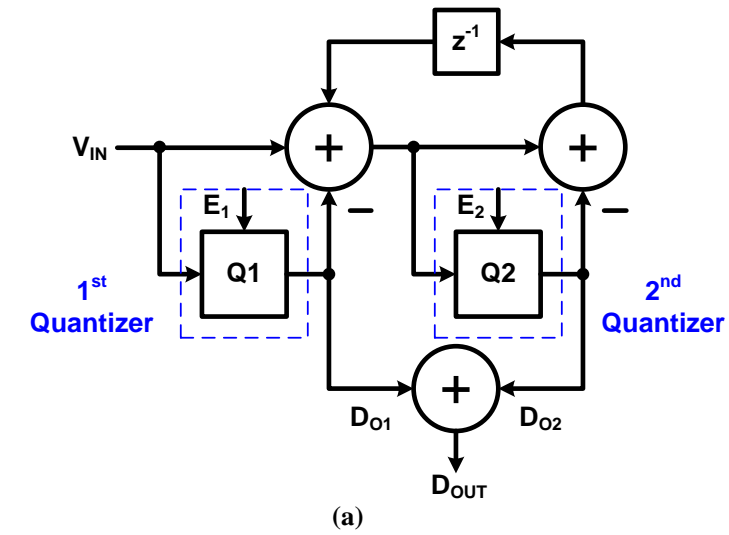 z⁻¹
V_IN
+
+
E₁
−
E₂
−
Q1
Q2
1st
Quantizer
2nd
Quantizer
+
D_O1
D_O2
D_OUT
(a)